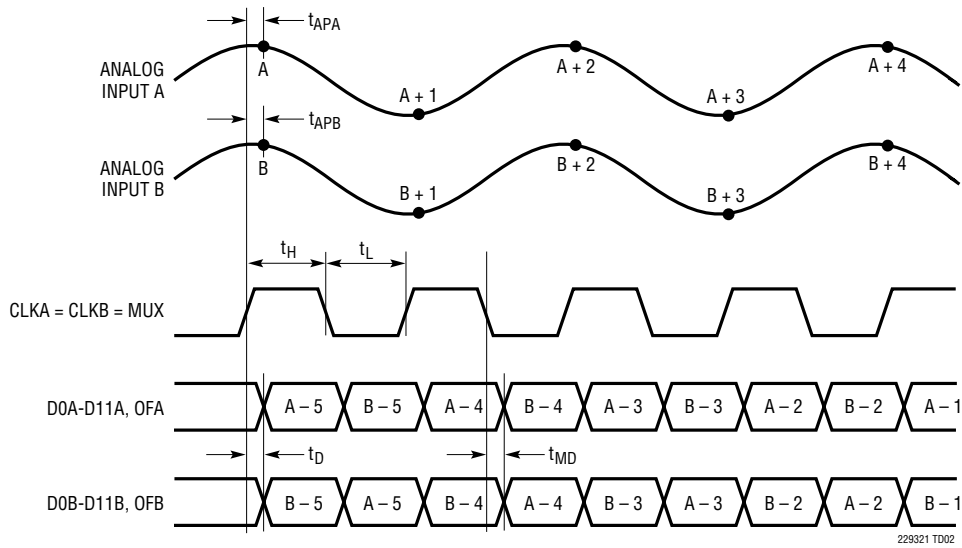 tAPA
ANALOG
INPUT A
A
A + 1
A + 2
A + 3
A + 4
tAPB
ANALOG
INPUT B
B
B + 1
B + 2
B + 3
B + 4
tH
tL
CLKA = CLKB = MUX
D0A-D11A, OFA
A – 5
B – 5
A – 4
B – 4
A – 3
B – 3
A – 2
B – 2
A – 1
tD
tMD
D0B-D11B, OFB
B – 5
A – 5
B – 4
A – 4
B – 3
A – 3
B – 2
A – 2
B – 1
229321 TD02